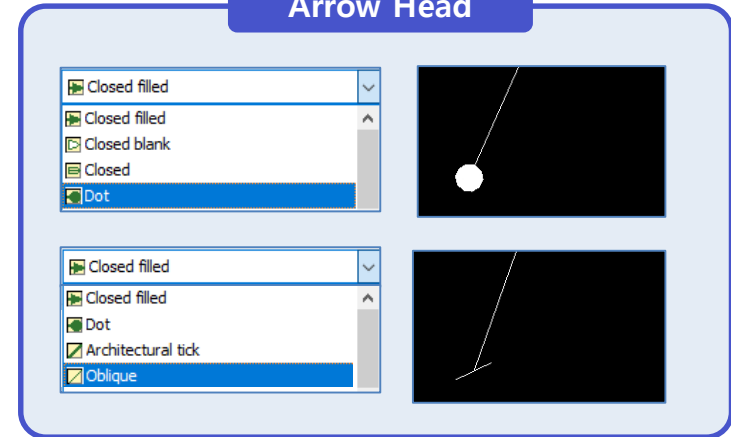 Arrow Head
Closed filled
Closed filled
Closed blank
Closed
Dot
Closed filled
Closed filled
Dot
Architectural tick
Oblique